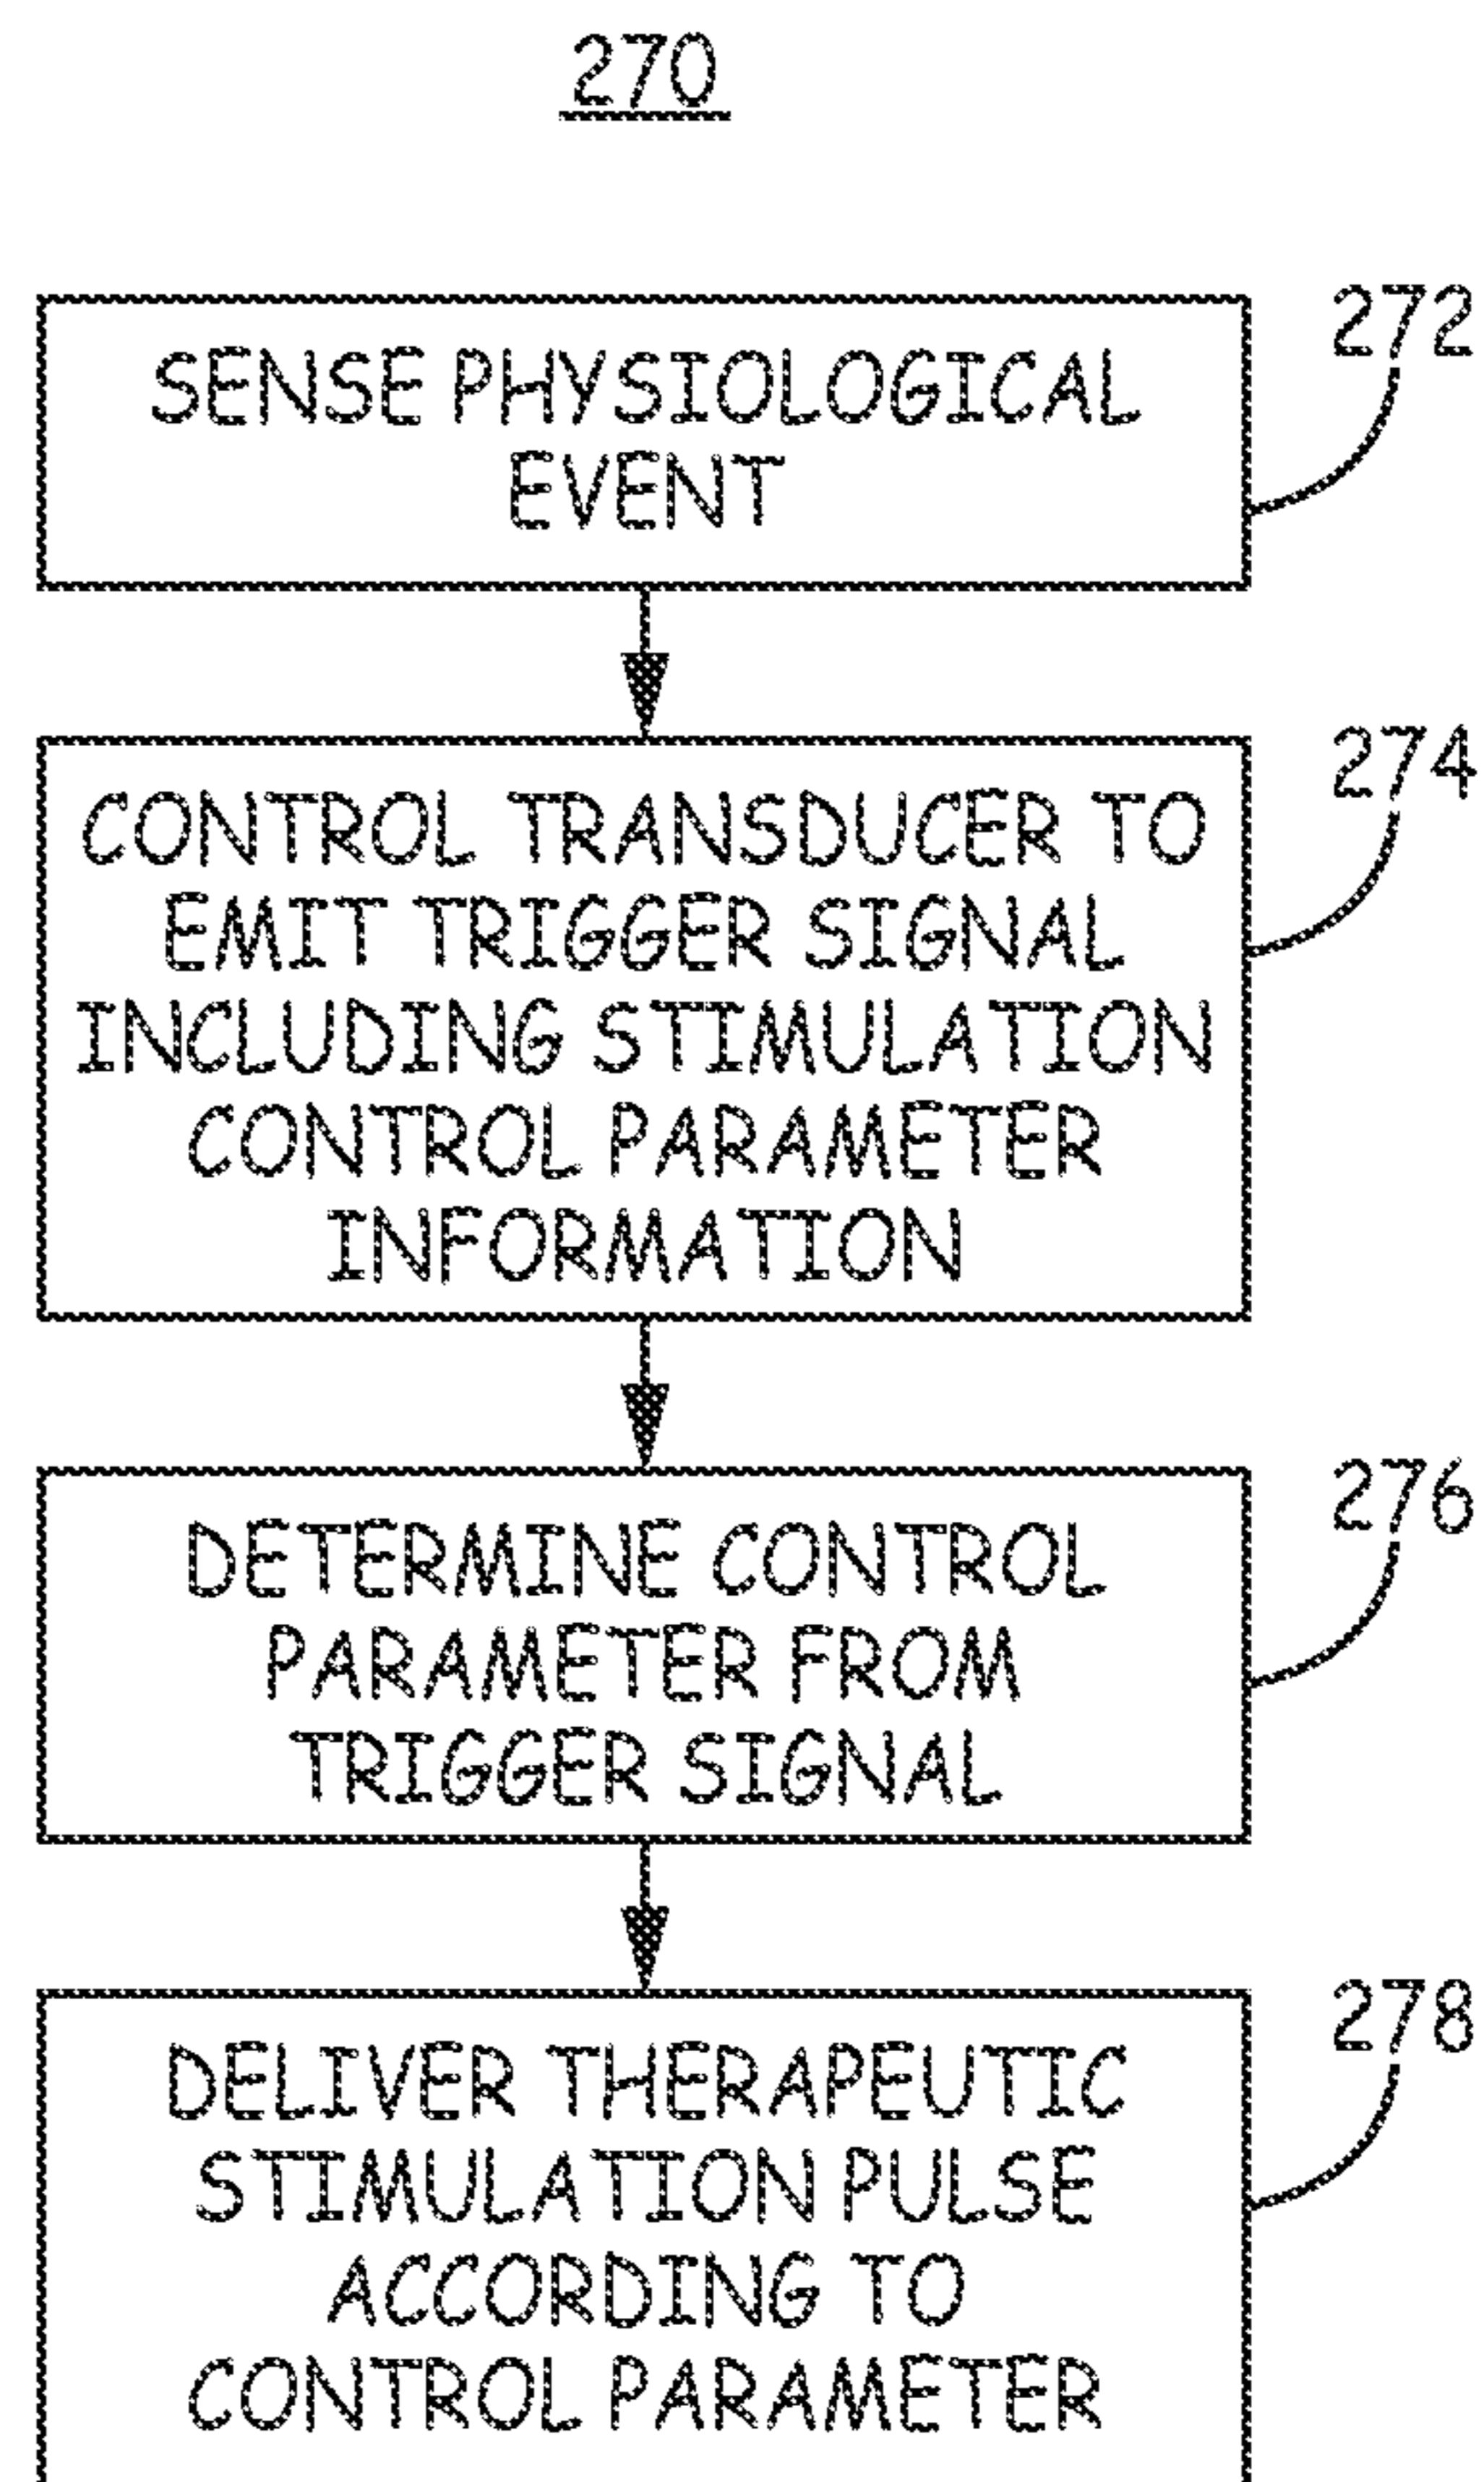 270
272
SENSE PHYSIOLOGICAL
EVENT
274
CONTROL TRANSDUCER TO
EMIT TRIGGER SIGNAL
INCLUDING STIMULATION
CONTROL PARAMETER
INFORMATION
276
DETERMINE CONTROL
PARAMETER FROM
TRIGGER SIGNAL
278
DELIVER THERAPEUTIC
STIMULATION PULSE
ACCORDING TO
CONTROL PARAMETER